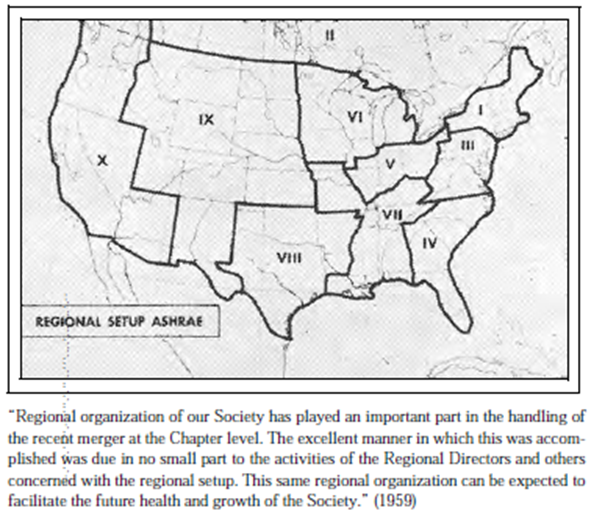 II
IX
VI
I
X
V
III
VII
IV
VIII
REGIONAL SETUP ASHRAE
“Regional organization of our Society has played an important part in the handling of
the recent merger at the Chapter level. The excellent manner in which this was accom-
plished was due in no small part to the activities of the Regional Directors and others
concerned with the regional setup. This same regional organization can be expected to
facilitate the future health and growth of the Society.” (1959)